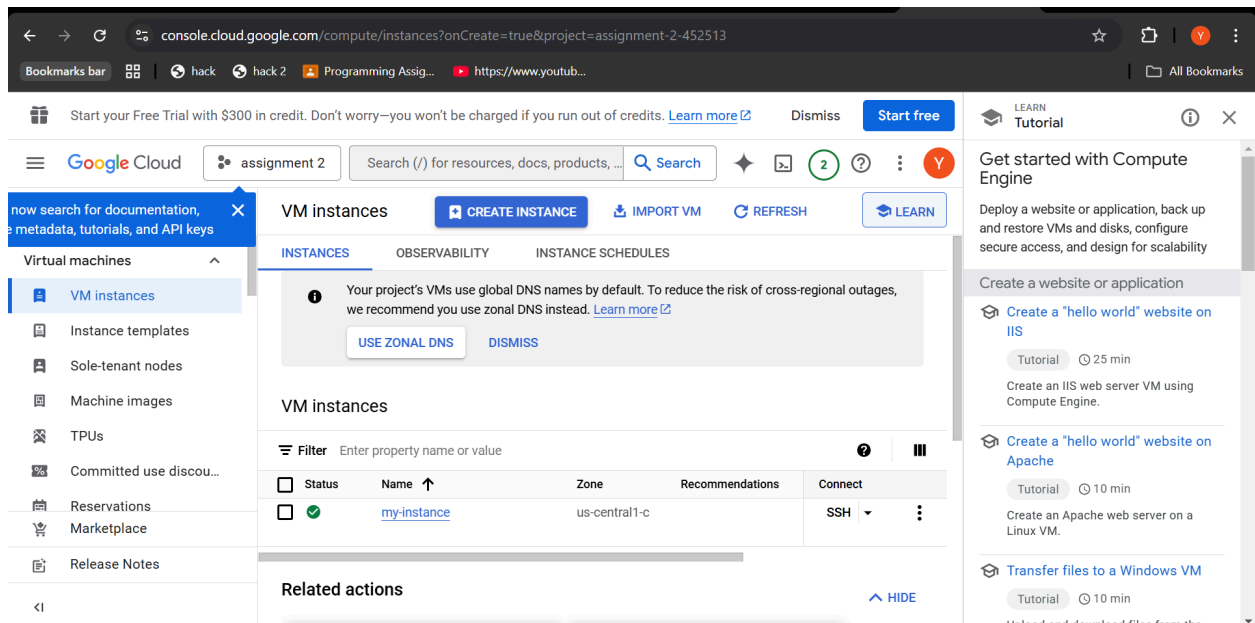 console.cloud.google.com/compute/instances?onCreate=true&project=assignment-2-452513
Y
Bookmarks bar
hack
hack 2
Programming Assig...
https://www.youtub...
All Bookmarks
Start your Free Trial with $300 in credit. Don't worry—you won't be charged if you run out of credits. Learn more
Dismiss
Start free
Google Cloud
assignment 2
Search (/) for resources, docs, products, ...
Search
2
Y
now search for documentation,
metadata, tutorials, and API keys
Virtual machines
VM instances
Instance templates
Sole-tenant nodes
Machine images
TPUs
Committed use discou...
Reservations
Marketplace
Release Notes
VM instances
CREATE INSTANCE
IMPORT VM
REFRESH
LEARN
INSTANCES
OBSERVABILITY
INSTANCE SCHEDULES
Your project's VMs use global DNS names by default. To reduce the risk of cross-regional outages,
we recommend you use zonal DNS instead. Learn more
USE ZONAL DNS
DISMISS
VM instances
Filter Enter property name or value
Status Name Zone Recommendations Connect
my-instance us-central1-c SSH
Related actions
HIDE
LEARN
Tutorial
Get started with Compute
Engine
Deploy a website or application, back up
and restore VMs and disks, configure
secure access, and design for scalability
Create a website or application
Create a "hello world" website on
IIS
Tutorial 25 min
Create an IIS web server VM using
Compute Engine.
Create a "hello world" website on
Apache
Tutorial 10 min
Create an Apache web server on a
Linux VM.
Transfer files to a Windows VM
Tutorial 10 min